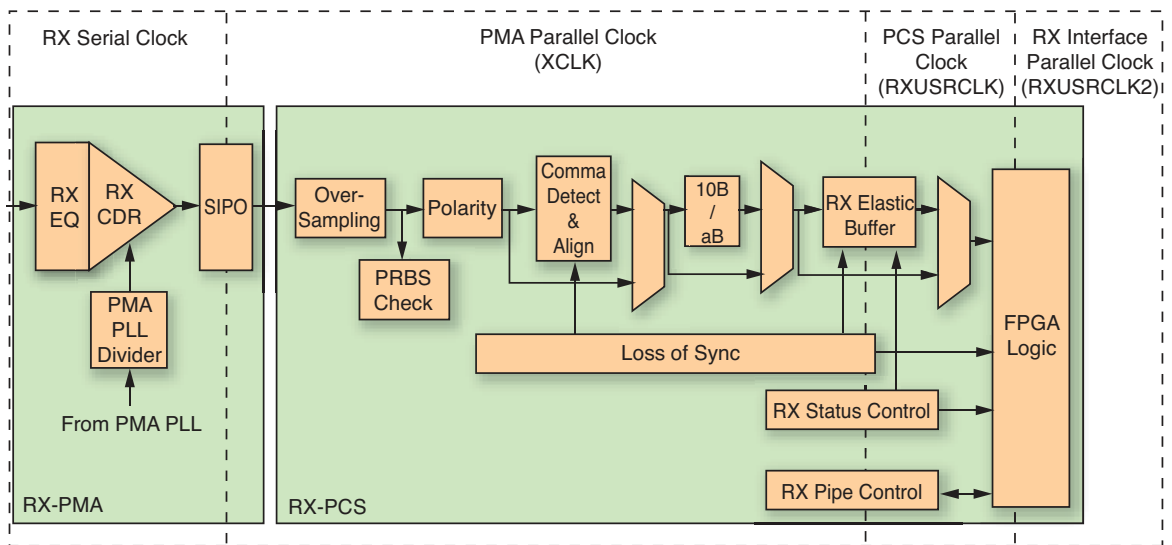 RX Serial Clock
PMA Parallel Clock
(XCLK)
PCS Parallel
Clock
(RXUSRCLK)
RX Interface
Parallel Clock
(RXUSRCLK2)
RX
EQ
RX
CDR
SIPO
Over-
Sampling
Polarity
Comma
Detect
&
Align
10B
/
aB
RX Elastic
Buffer
PRBS
Check
PMA
PLL
Divider
From PMA PLL
Loss of Sync
FPGA
Logic
RX Status Control
RX Pipe Control
RX-PMA
RX-PCS